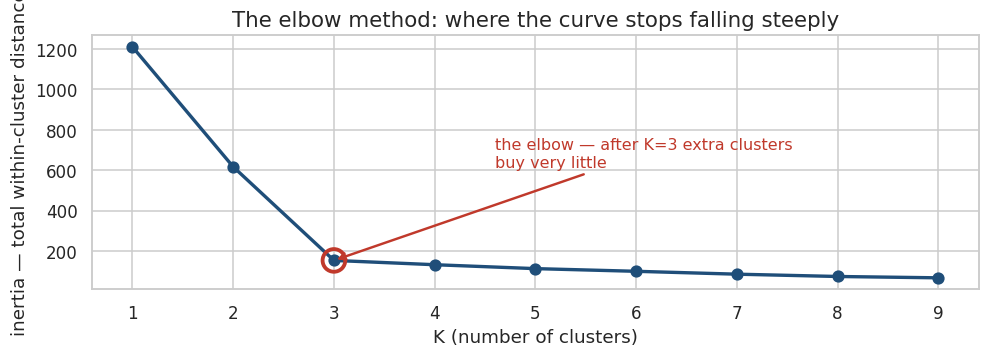 The elbow method: where the curve stops falling steeply
inertia — total within-cluster distance
1200
1000
800
600
400
200
the elbow — after K=3 extra clusters
buy very little
1 2 3 4 5 6 7 8 9
K (number of clusters)